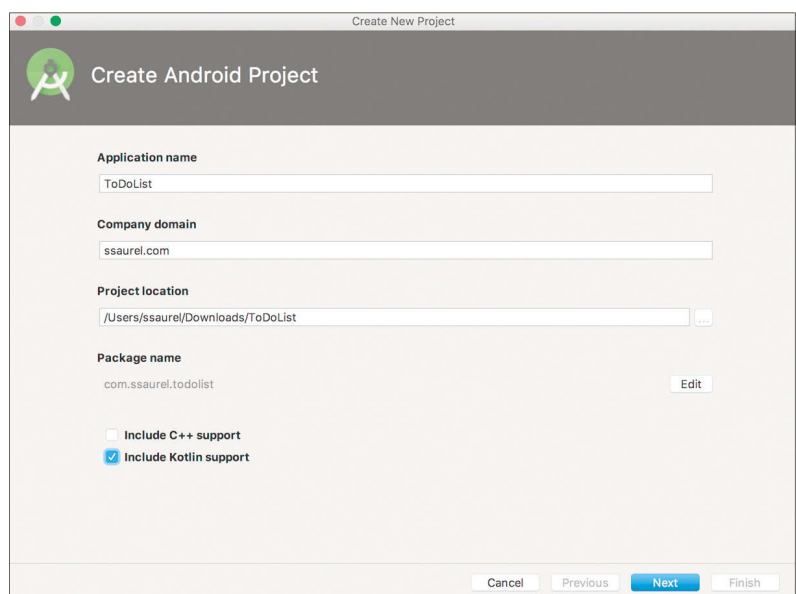 Create New Project
Create Android Project
Application name
ToDoList
Company domain
ssaurel.com
Project location
/Users/ssaurel/Downloads/ToDoList
...
Package name
com.ssaurel.todolist
Edit
Include C++ support
Include Kotlin support
Cancel
Previous
Next
Finish